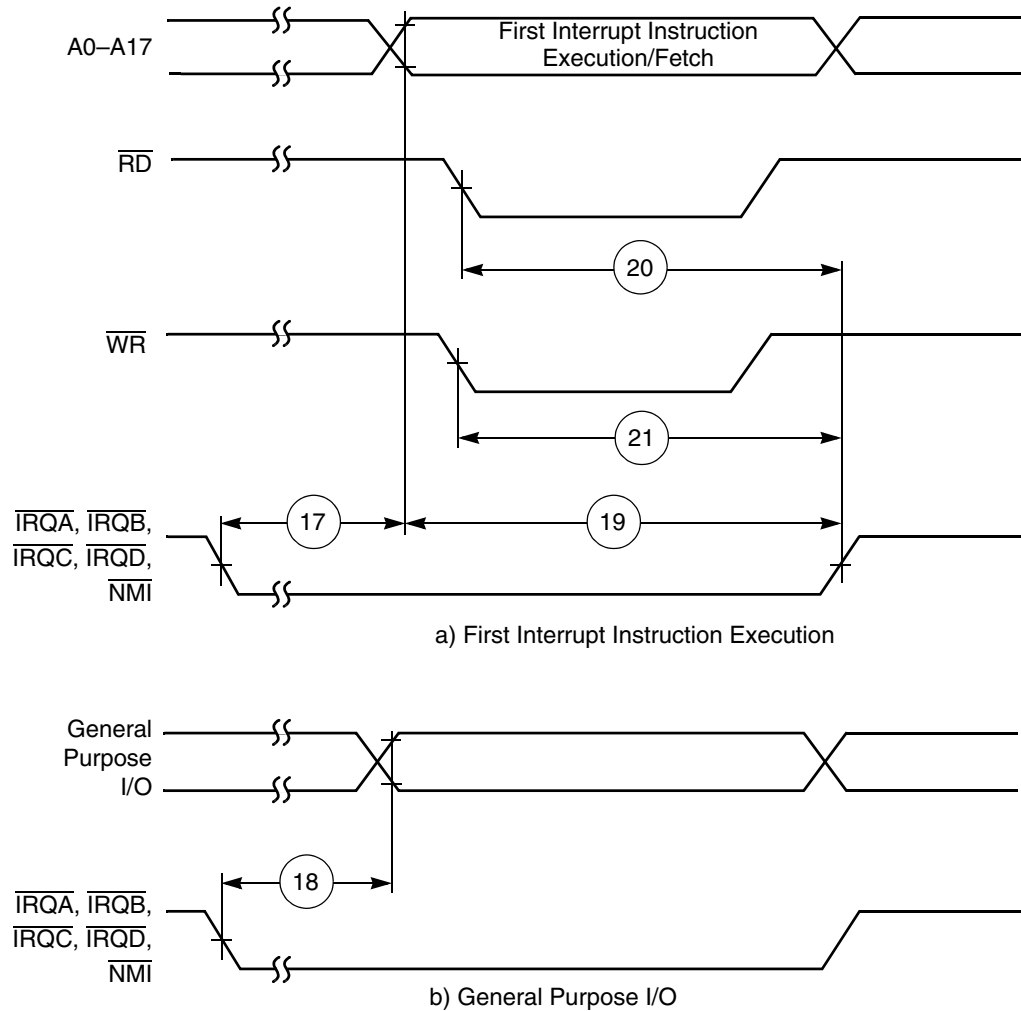 A0–A17
First Interrupt Instruction
Execution/Fetch
RD
20
WR
21
IRQA, IRQB,
IRQC, IRQD,
NMI
17
19
a) First Interrupt Instruction Execution
General
Purpose
I/O
18
IRQA, IRQB,
IRQC, IRQD,
NMI
b) General Purpose I/O